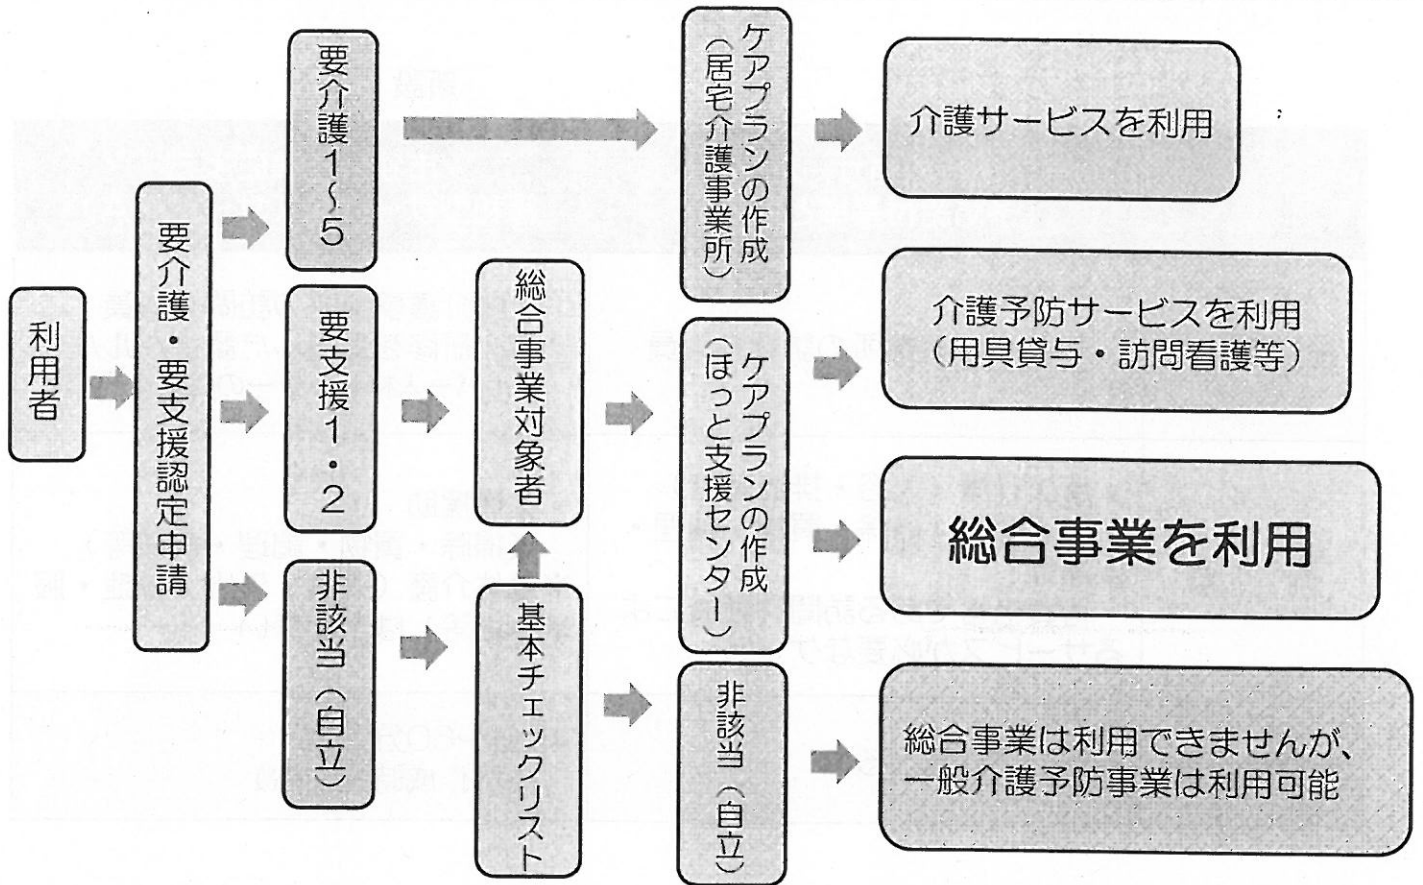 利用者
要介護・要支援認定申請
要介護1~5
要支援1・2
非該当(自立)
総合事業対象者
基本チェックリスト
ケアプランの作成
(居宅介護事業所)
ケアプランの作成
(ほっと支援センター)
非該当(自立)
介護サービスを利用
介護予防サービスを利用
(用具貸与・訪問看護等)
総合事業を利用
総合事業は利用できませんが、
一般介護予防事業は利用可能